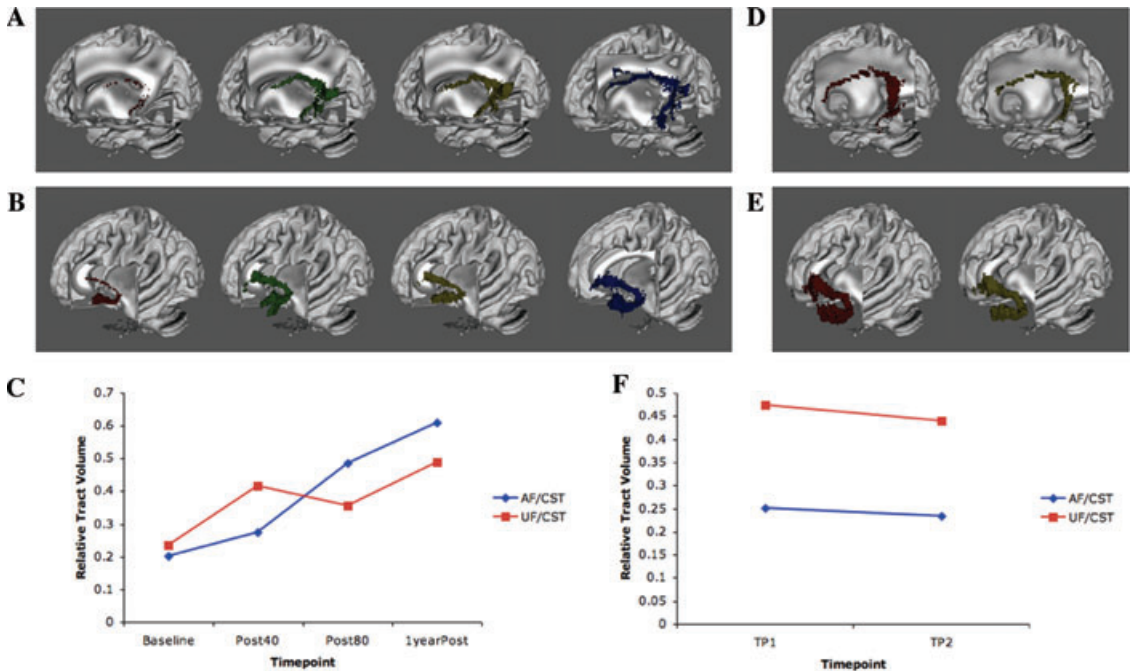 A
D
B
E
C
0.7
0.6
0.5
0.4
0.3
0.2
0.1
0
Relative Tract Volume
Baseline Post40 Post80 1yearPost
Timepoint
AF/CST
UF/CST
F
0.5
0.45
0.4
0.35
0.3
0.25
0.2
0.15
0.1
0.05
0
Relative Tract Volume
TP1 TP2
Timepoint
AF/CST
UF/CST